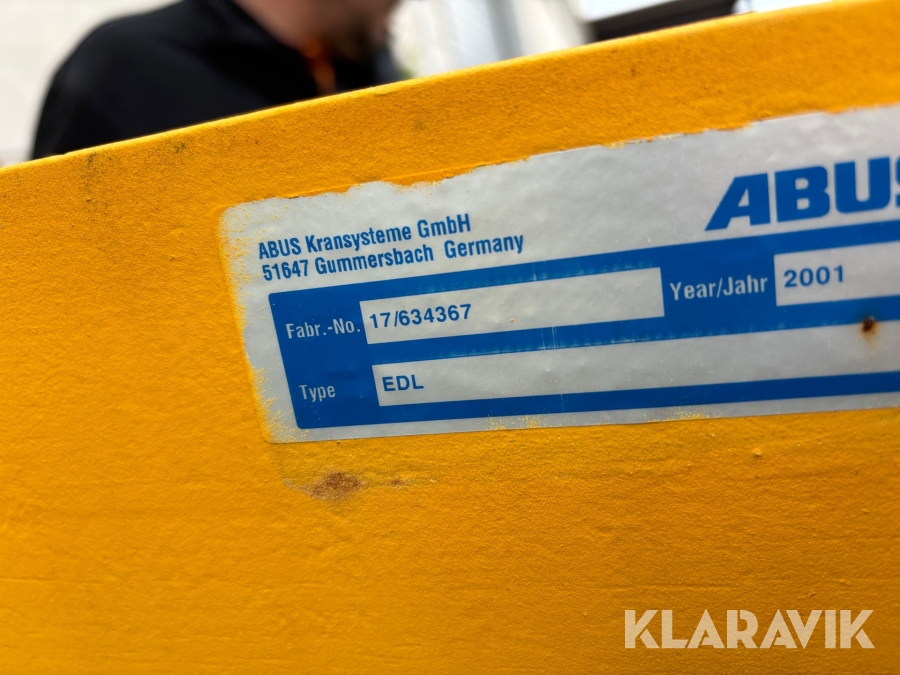 ABUS
ABUS Kransysteme GmbH
51647 Gummersbach Germany
Fabr.-No. 17/634367 Year/Jahr 2001
Type EDL
KLARAVIK